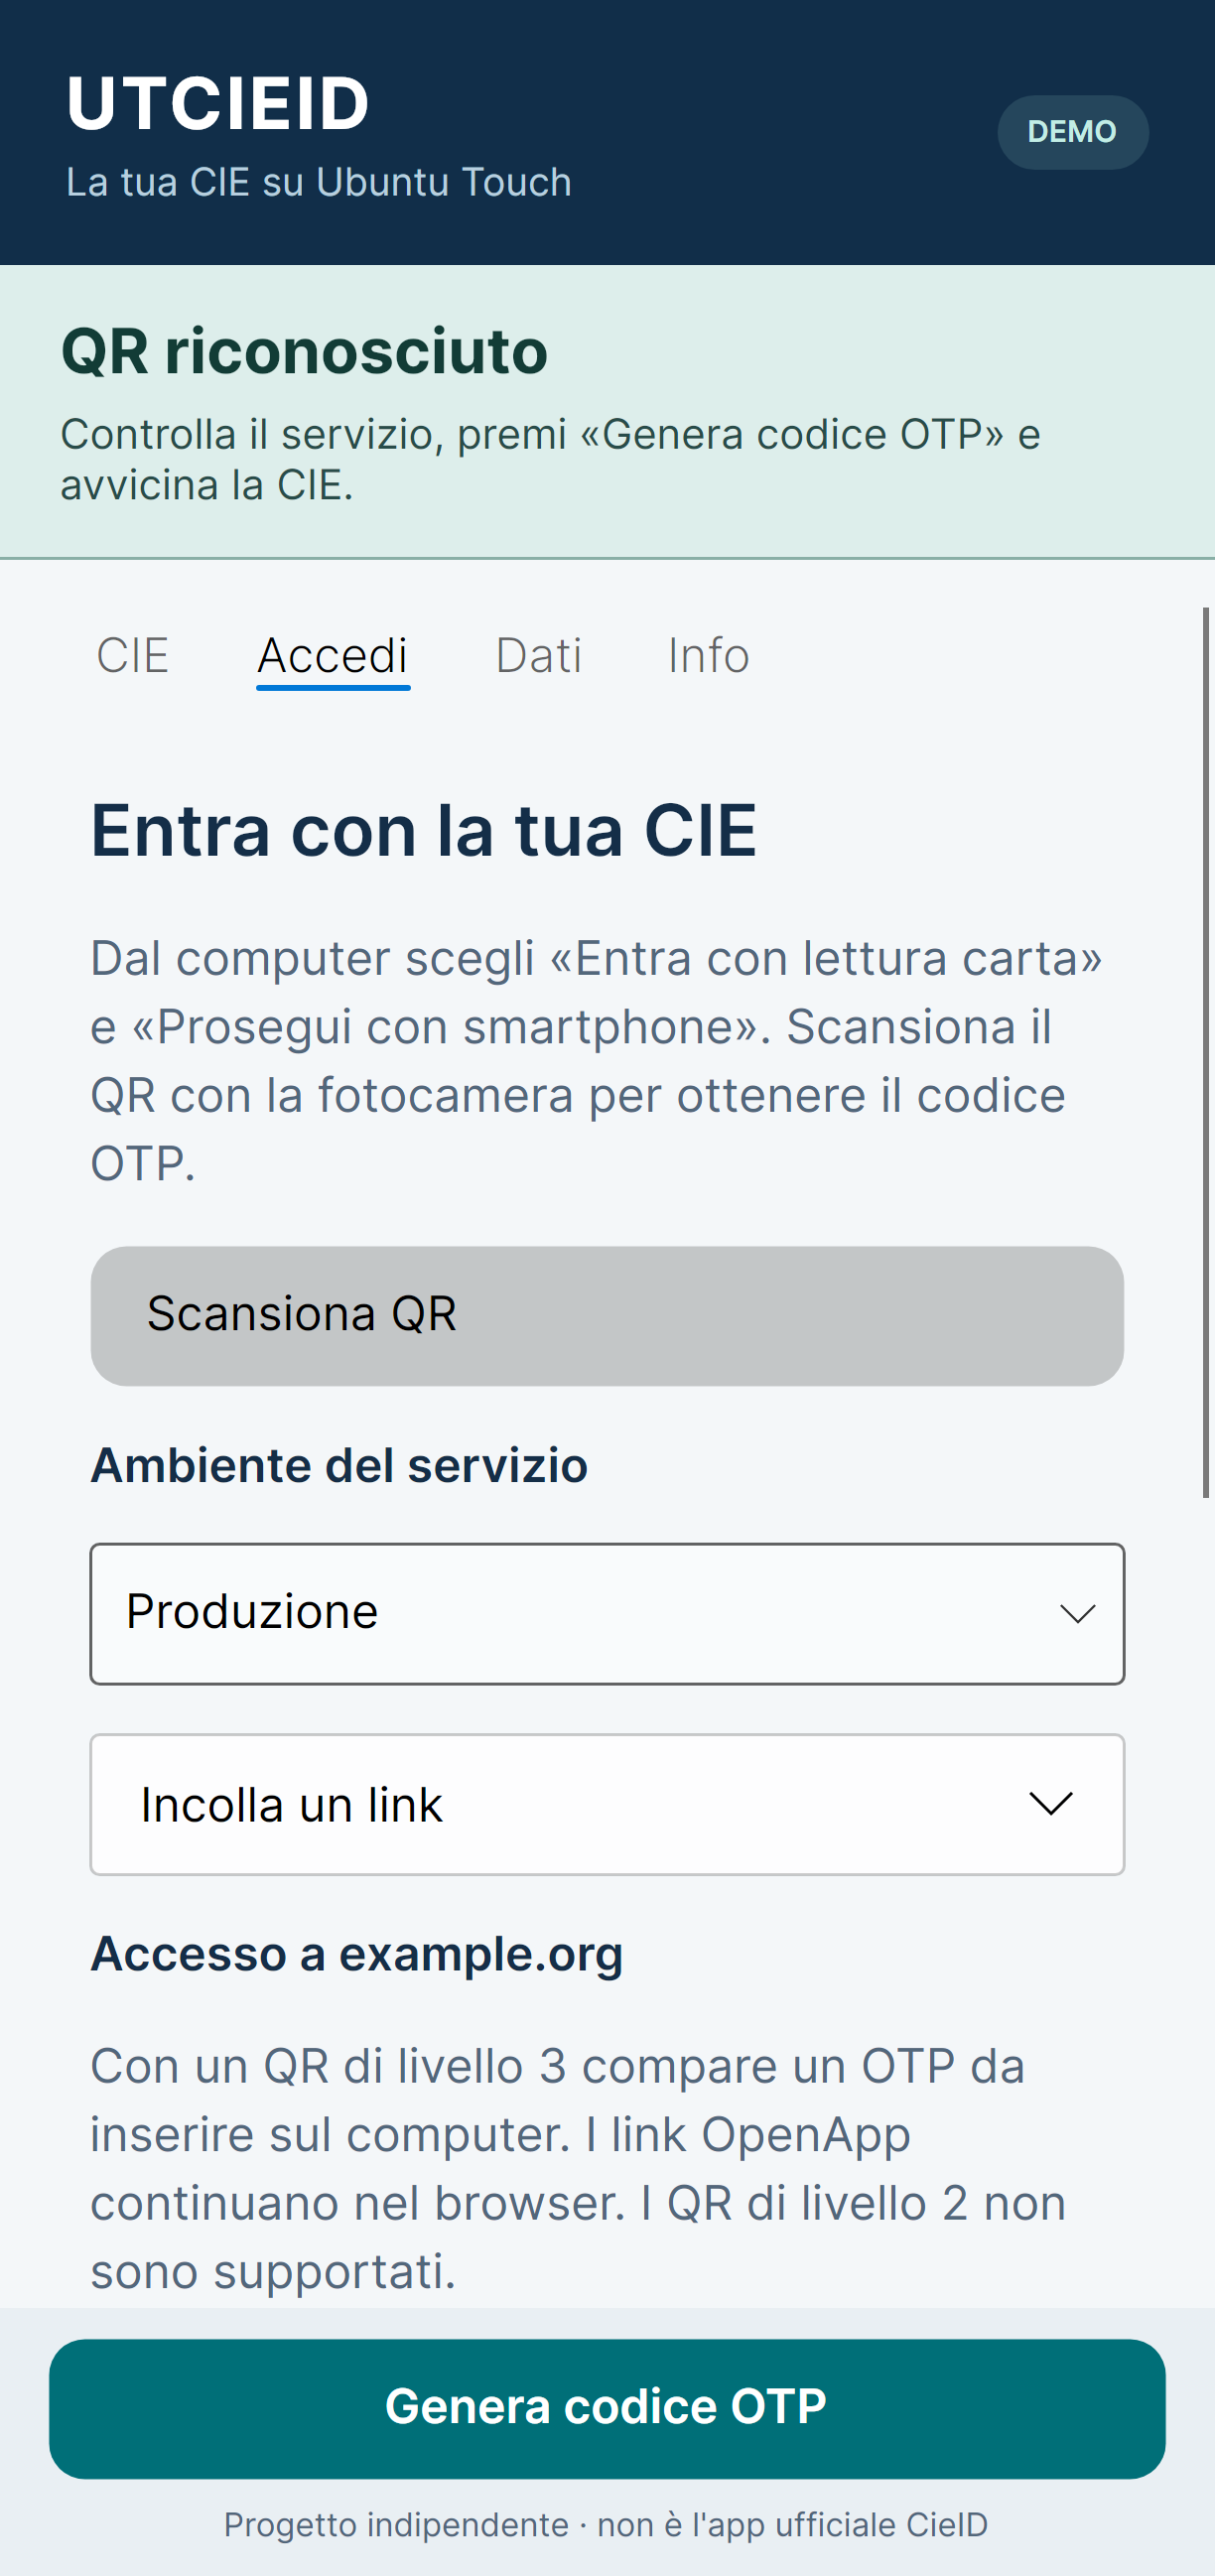 UTCIEID
La tua CIE su Ubuntu Touch
DEMO
QR riconosciuto
Controlla il servizio, premi «Genera codice OTP» e
avvicina la CIE.
CIE
Accedi
Dati
Info
Entra con la tua CIE
Dal computer scegli «Entra con lettura carta»
e «Prosegui con smartphone». Scansiona il
QR con la fotocamera per ottenere il codice
OTP.
Scansiona QR
Ambiente del servizio
Produzione
Incolla un link
Accesso a example.org
Con un QR di livello 3 compare un OTP da
inserire sul computer. I link OpenApp
continuano nel browser. I QR di livello 2 non
sono supportati.
Genera codice OTP
Progetto indipendente · non è l'app ufficiale CieID